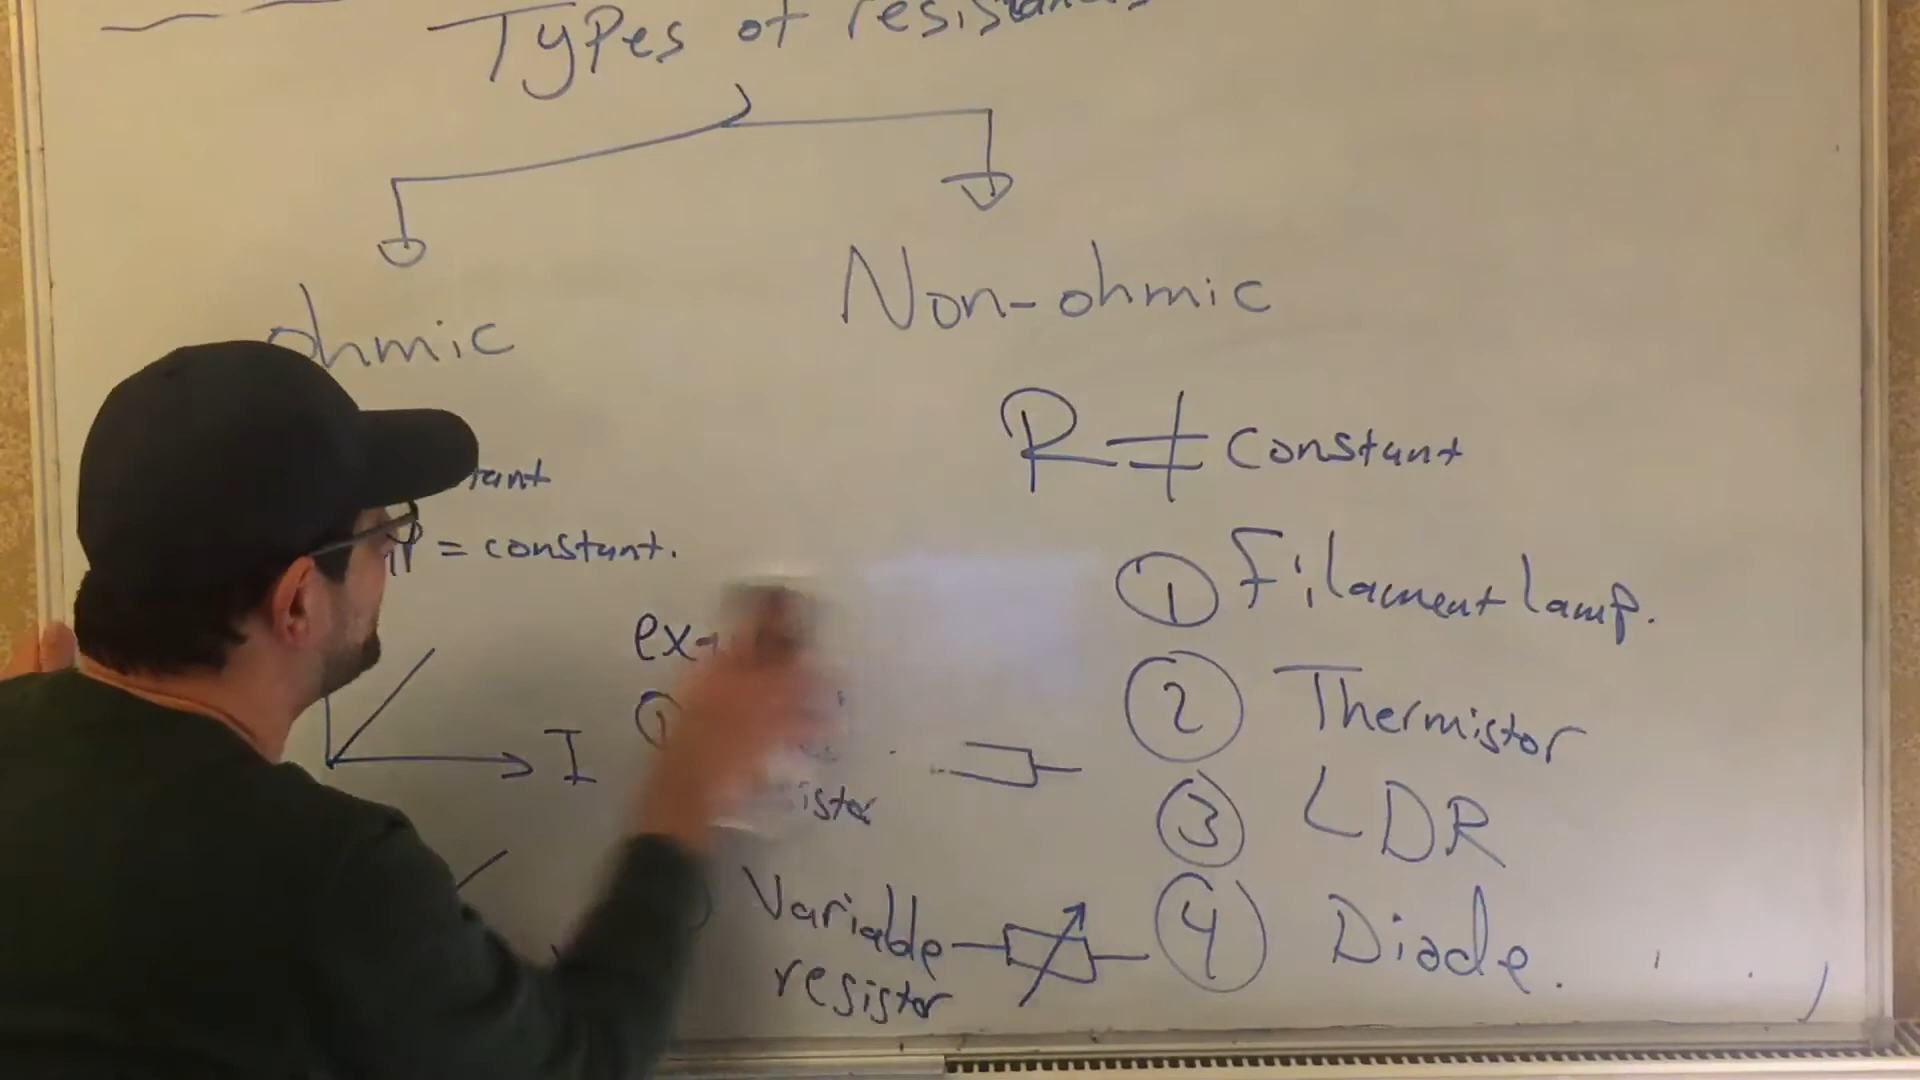 Types of
ohmic
Non-ohmic
R ≠ constant
= constant.
ex-
I
①
Variable
resistor
① Filament lamp.
② Thermistor
③ LDR
④ Diode.